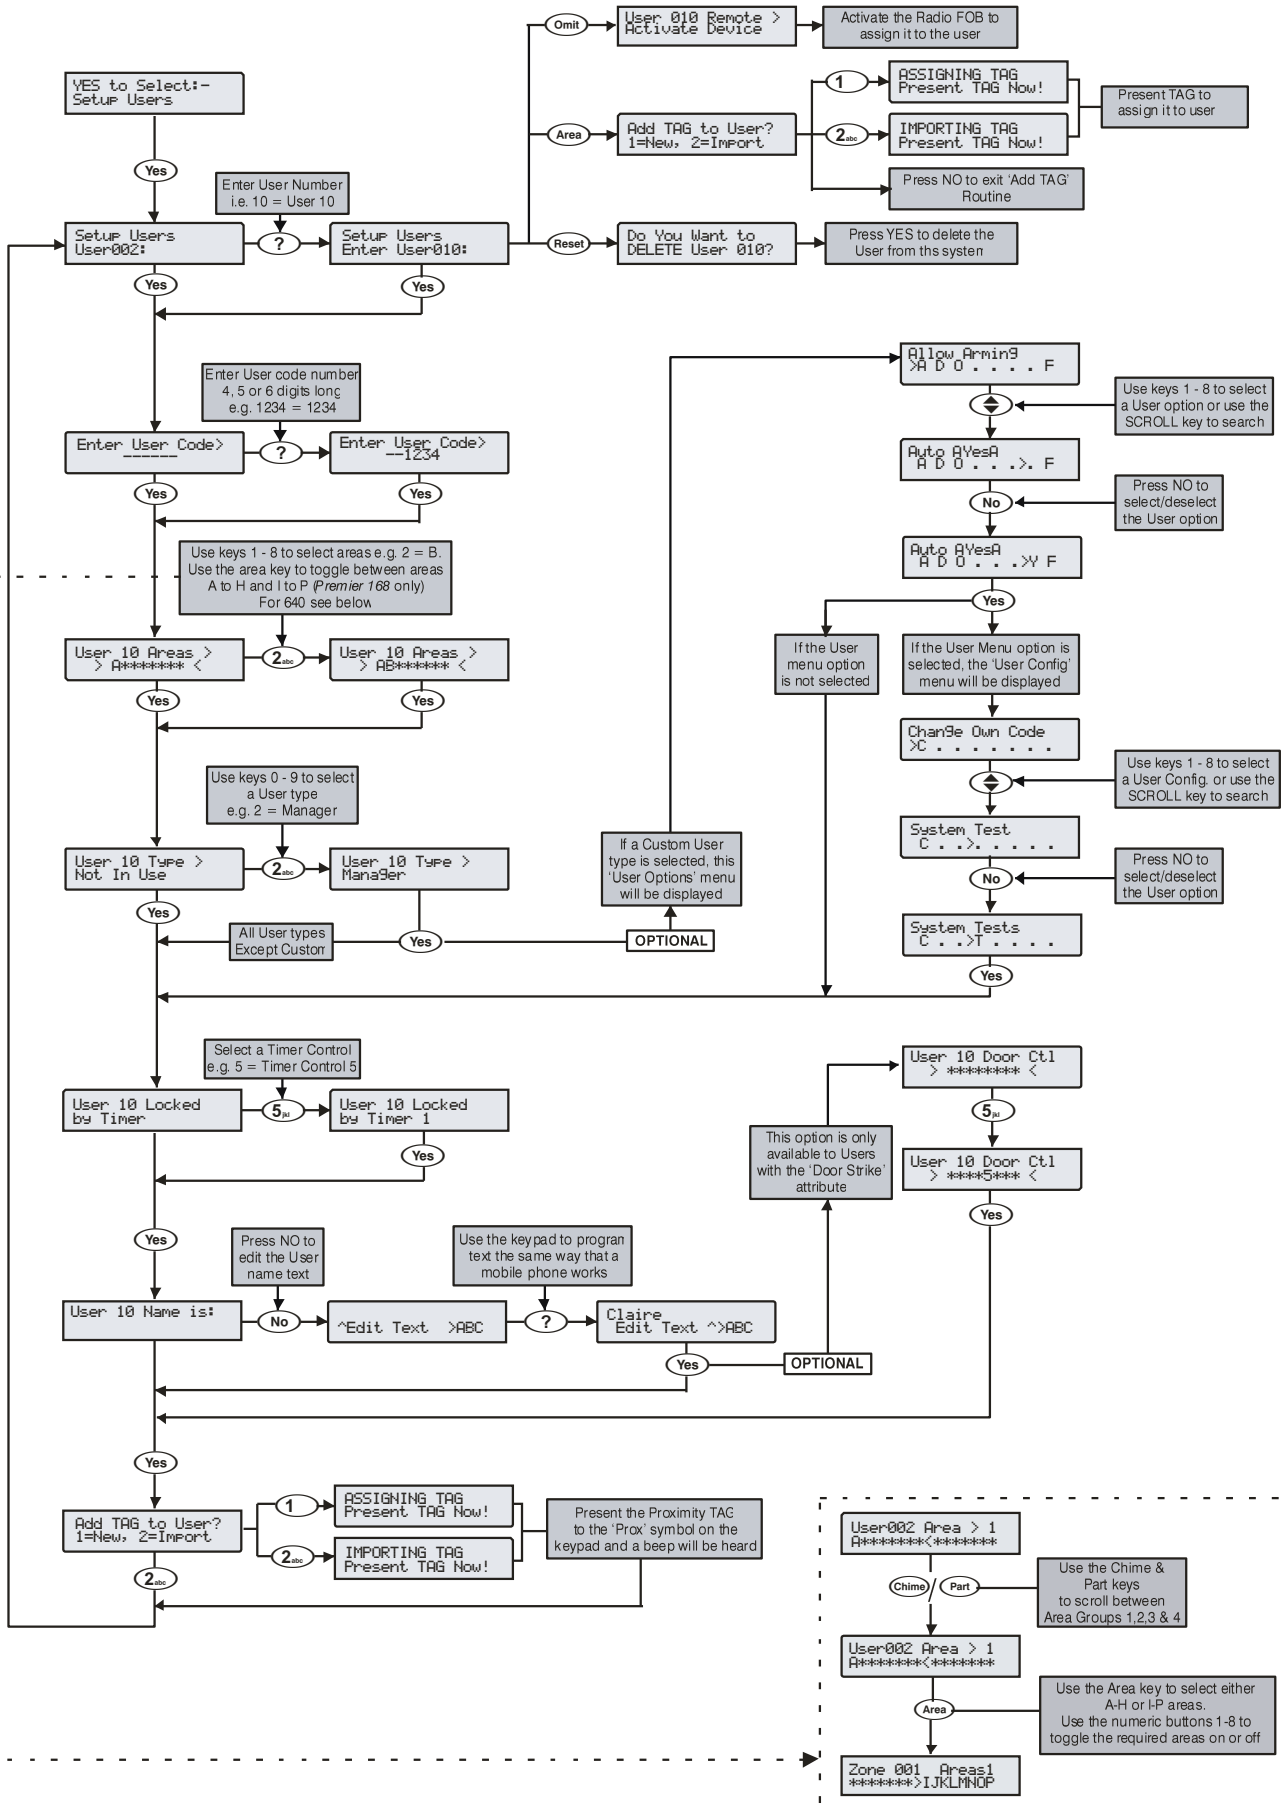 Omit
User 010 Remote >
Activate Device
Activate the Radio FOB to
assign it to the user
YES to Select:-
Setup Users
1
ASSIGNING TAG
Present TAG Now!
Present TAG to
assign it to user
Area
Add TAG to User?
1=New, 2=Import
2abc
IMPORTING TAG
Present TAG Now!
Yes
Enter User Number
i.e. 10 = User 10
Press NO to exit ‘Add TAG’
Routine
Setup Users
User002:
?
Setup Users
Enter User010:
Reset
Do You Want to
DELETE User 010?
Press YES to delete the
User from ths system
Yes
Yes
Enter User code number
4, 5 or 6 digits long
e.g. 1234 = 1234
Allow Arming
>A D O . . . . F
Use keys 1 - 8 to select
a User option or use the
SCROLL key to search
Enter User Code>
------
?
Enter User Code>
--1234
Auto AYesA
A D O . . .>. F
Yes
Yes
No
Press NO to
select/deselect
the User option
Use keys 1 - 8 to select areas e.g. 2 = B.
Use the area key to toggle between areas
A to H and I to P (Premier 168 only)
For 640 see below
Auto AYesA
A D O . . .>Y F
Yes
User 10 Areas >
> A******* <
2abc
User 10 Areas >
> AB****** <
If the User
menu option
is not selected
If the User Menu option is
selected, the ‘User Config’
menu will be displayed
Yes
Yes
Change Own Code
>C . . . . . . .
Use keys 0 - 9 to select
a User type
e.g. 2 = Manager
Use keys 1 - 8 to select
a User Config. or use the
SCROLL key to search
User 10 Type >
Not In Use
2abc
User 10 Type >
Manager
If a Custom User
type is selected, this
‘User Options’ menu
will be displayed
System Test
C . .>. . . . .
No
Press NO to
select/deselect
the User option
Yes
All User types
Except Custom
Yes
OPTIONAL
System Tests
C . .>T . . . .
Yes
Select a Timer Control
e.g. 5 = Timer Control 5
User 10 Locked
by Timer
5jkl
User 10 Locked
by Timer 1
User 10 Door Ctl
> ******** <
5jkl
Yes
This option is only
available to Users
with the ‘Door Strike’
attribute
User 10 Door Ctl
> ****5*** <
Yes
Yes
Press NO to
edit the User
name text
Use the keypad to program
text the same way that a
mobile phone works
User 10 Name is:
No
^Edit Text >ABC
?
Claire
Edit Text ^>ABC
Yes
OPTIONAL
Yes
Add TAG to User?
1=New, 2=Import
1
ASSIGNING TAG
Present TAG Now!
2abc
IMPORTING TAG
Present TAG Now!
Present the Proximity TAG
to the ‘Prox’ symbol on the
keypad and a beep will be heard
2abc
User002 Area > 1
A*******<*******
Chime / Part
Use the Chime &
Part keys
to scroll between
Area Groups 1,2,3 & 4
User002 Area > 1
A*******<*******
Area
Use the Area key to select either
A-H or I-P areas.
Use the numeric buttons 1-8 to
toggle the required areas on or off
Zone 001 Areas1
*******>IJKLMNOP